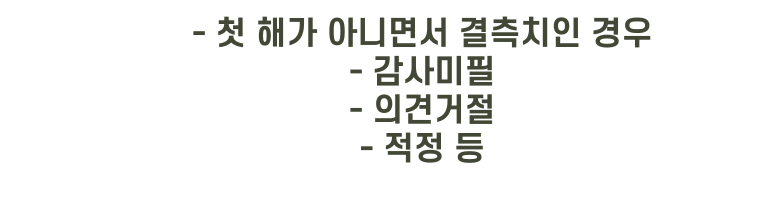 - 첫 해가 아니면서 결측치인 경우
- 감사미필
- 의견거절
- 적정 등